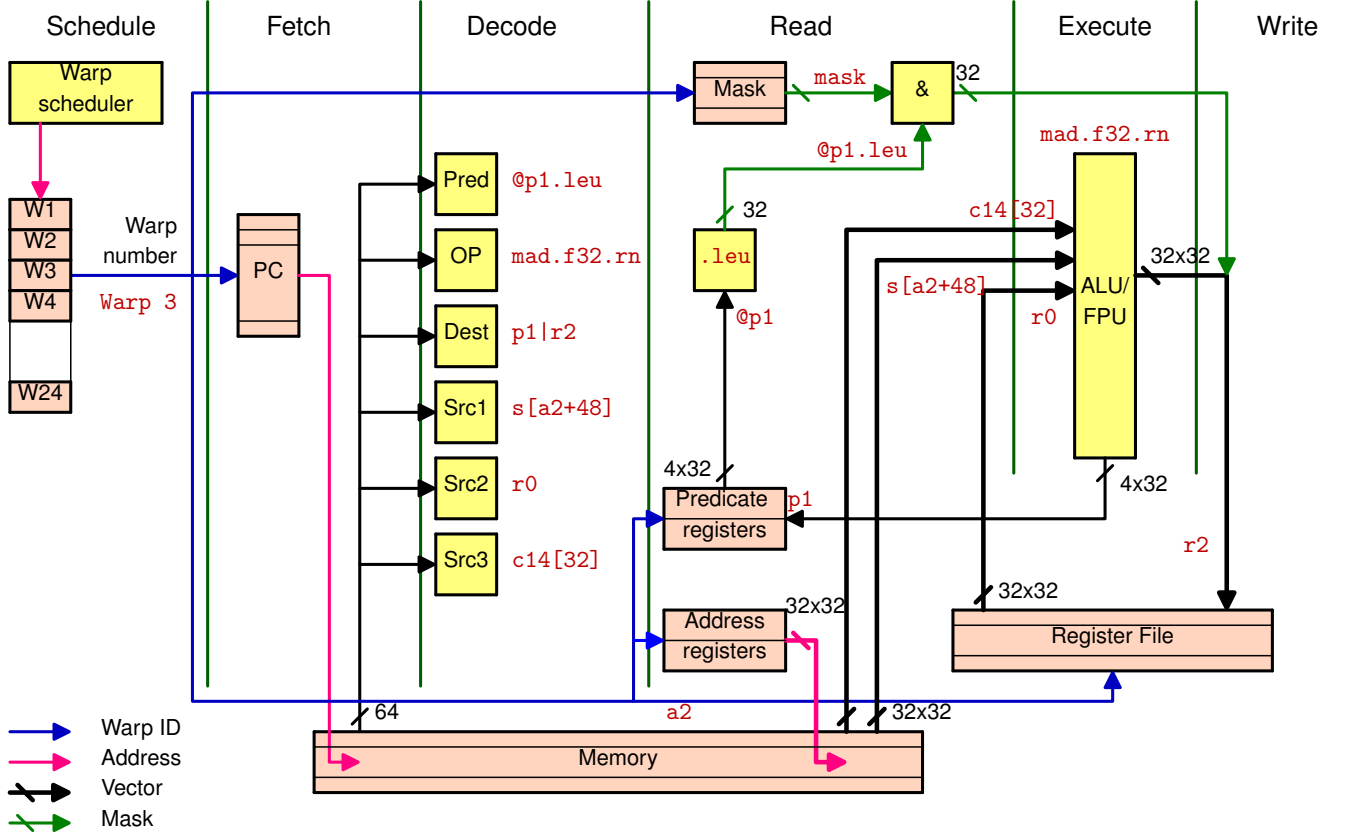 Schedule
Fetch
Decode
Read
Execute
Write
Warp
scheduler
W1
W2
W3
W4
W24
Warp
number
Warp 3
PC
Pred
@p1.leu
OP
mad.f32.rn
Dest
p1|r2
Src1
s[a2+48]
Src2
r0
Src3
c14[32]
64
Mask
mask
&
32
@p1.leu
32
.leu
@p1
4x32
Predicate
registers
p1
32x32
Address
registers
a2
32x32
mad.f32.rn
c14[32]
s[a2+48]
r0
ALU/
FPU
32x32
4x32
r2
32x32
Register File
Memory
Warp ID
Address
Vector
Mask